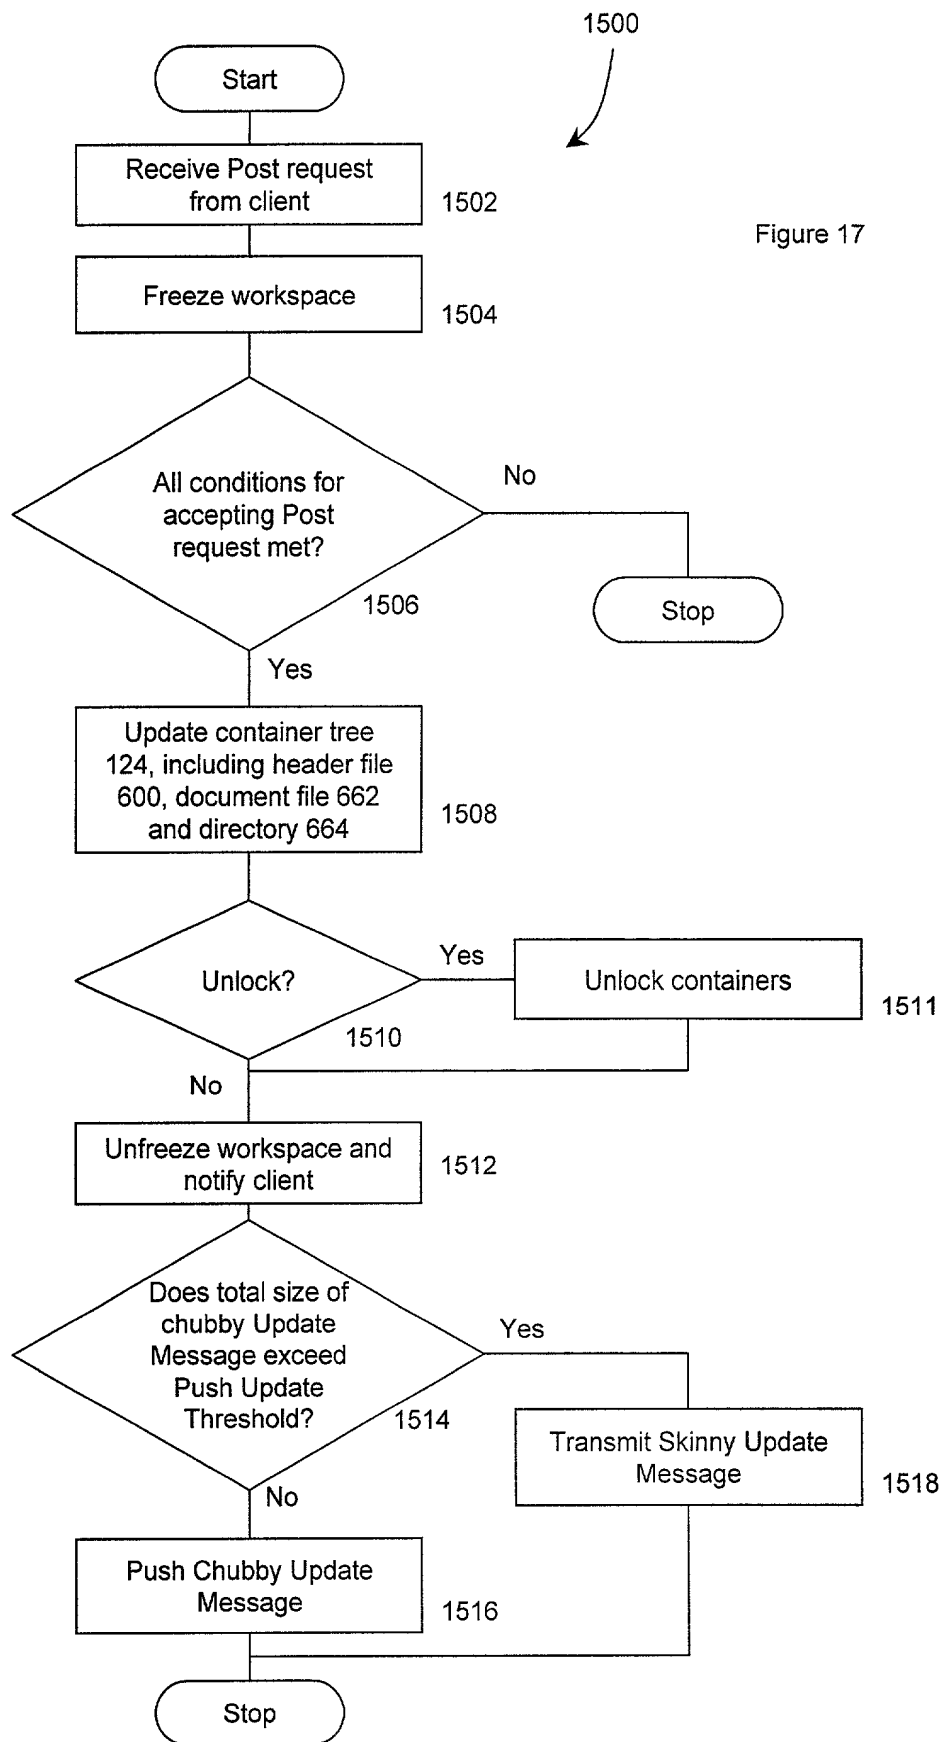 1500
Start
Receive Post request
from client
1502
Figure 17
Freeze workspace
1504
All conditions for
accepting Post
request met?
No
1506
Stop
Yes
Update container tree
124, including header file
600, document file 662
and directory 664
1508
Unlock?
Yes
Unlock containers
1511
1510
No
Unfreeze workspace and
notify client
1512
Does total size of
chubby Update
Message exceed
Push Update
Threshold?
Yes
1514
Transmit Skinny Update
Message
1518
No
Push Chubby Update
Message
1516
Stop